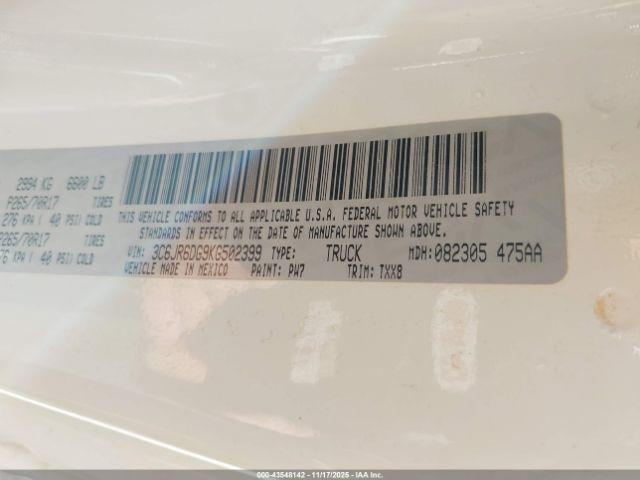 2994 KG 6600 LB
P265/70R17 TIRES
276 KPA ( 40 PSI) COLD
P265/70R17 TIRES
76 KPA ( 40 PSI) COLD
THIS VEHICLE CONFORMS TO ALL APPLICABLE U.S.A. FEDERAL MOTOR VEHICLE SAFETY
STANDARDS IN EFFECT ON THE DATE OF MANUFACTURE SHOWN ABOVE.
VIN: 3C6JR6DG9KG502399 TYPE: TRUCK MDH: 082305 475AA
VEHICLE MADE IN MEXICO PAINT: PW7 TRIM: TXX8
000-43548142 - 11/17/2025 - IAA Inc.